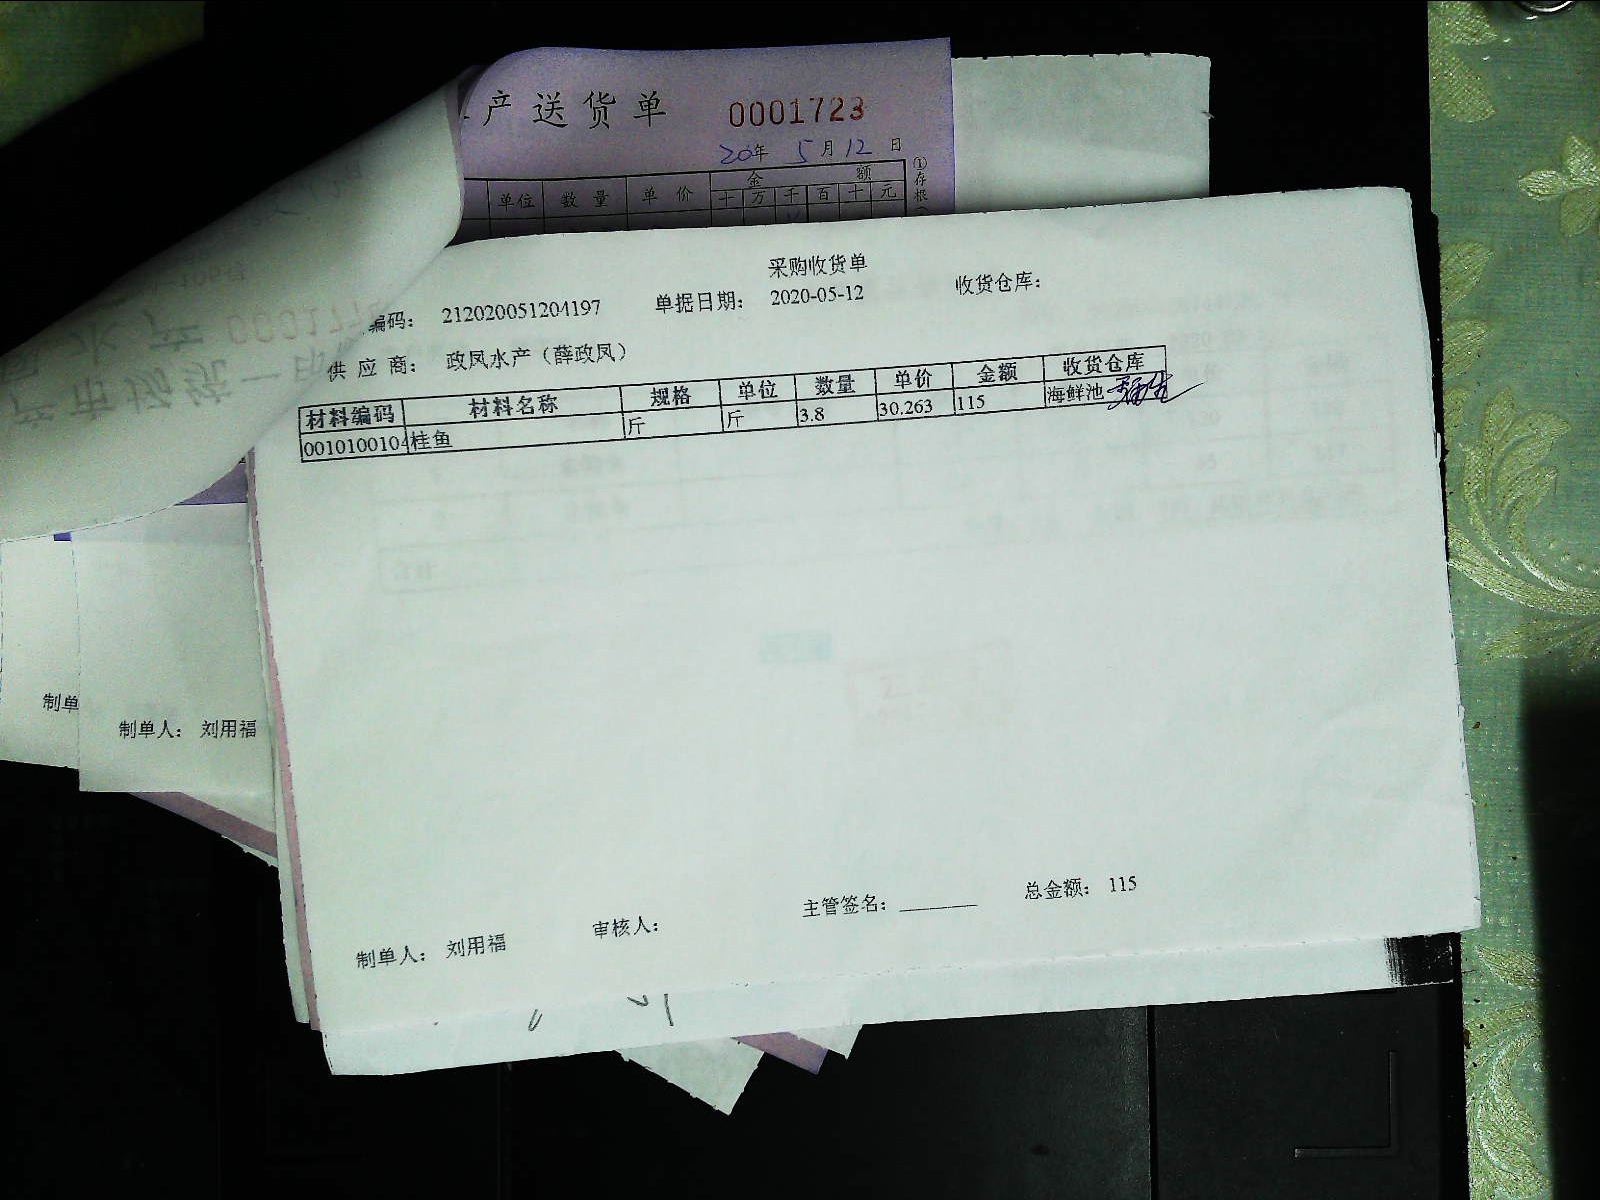 产送货单 0001723
20年 5月12日
单位 数量 单价 金额
十 万 千 百 十 元
①存根
采购收货单
编码： 212020051204197 单据日期： 2020-05-12 收货仓库：
供应商： 政凤水产（薛政凤）
材料编码 材料名称 规格 单位 数量 单价 金额 收货仓库
0010100104 桂鱼 斤 斤 3.8 30.263 115 海鲜池
制单人： 刘用福 审核人： 主管签名： 总金额： 115
制单
制单人： 刘用福